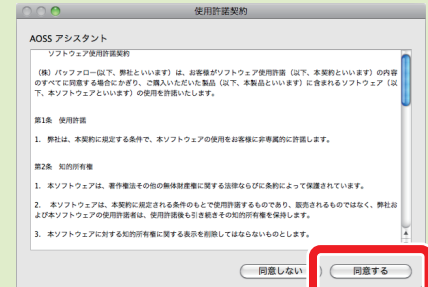 使用許諾契約
AOSS アシスタント
ソフトウェア使用許諾契約
（株）バッファロー（以下、弊社といいます）は、お客様がソフトウェア使用許諾（以下、本契約といいます）の内容
のすべてに同意する場合にかぎり、ご購入いただいた製品（以下、本製品といいます）に含まれるソフトウェア（以
下、本ソフトウェアといいます）の使用を許諾いたします。
第1条 使用許諾
1. 弊社は、本契約に規定する条件で、本ソフトウェアの使用をお客様に非専属的に許諾します。
第2条 知的所有権
1. 本ソフトウェアは、著作権法その他の無体財産権に関する法律ならびに条約によって保護されています。
2. 本ソフトウェアは、本契約に規定される条件のもとで使用許諾するものであり、販売されるものではなく、弊社お
よび本ソフトウェアの使用許諾者は、使用許諾後も引き続きその知的所有権を保持します。
3. 本ソフトウェアに対する知的所有権に関する表示を削除してはならないものとします。
同意しない
同意する